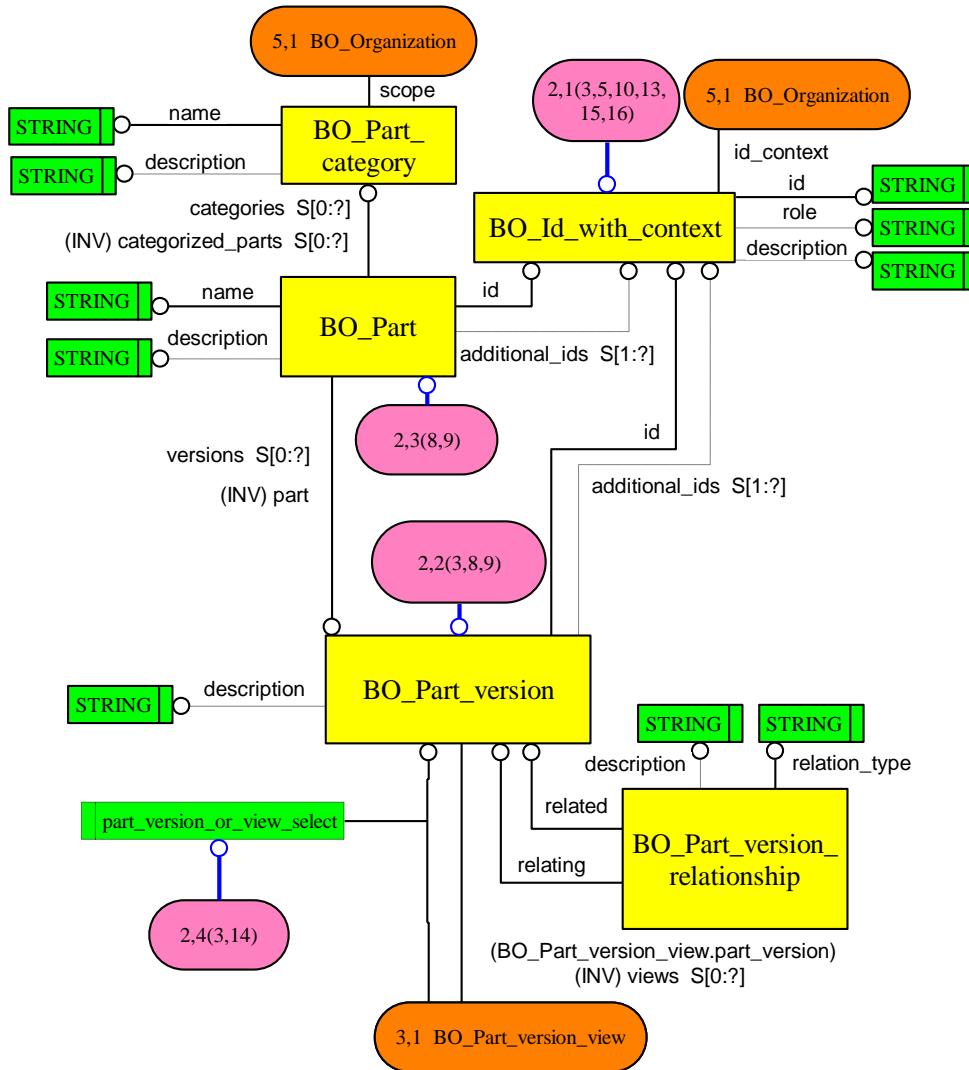 5,1 BO_Organization
scope
STRING
name
STRING
description
BO_Part_
category
2,1(3,5,10,13,
15,16)
5,1 BO_Organization
id_context
id
STRING
role
STRING
description
STRING
BO_Id_with_context
categories S[0:?]
(INV) categorized_parts S[0:?]
STRING
name
STRING
description
BO_Part
id
additional_ids S[1:?]
2,3(8,9)
versions S[0:?]
(INV) part
id
additional_ids S[1:?]
2,2(3,8,9)
STRING
description
BO_Part_version
STRING
STRING
description
relation_type
part_version_or_view_select
related
relating
BO_Part_version_
relationship
2,4(3,14)
(BO_Part_version_view.part_version)
(INV) views S[0:?]
3,1 BO_Part_version_view